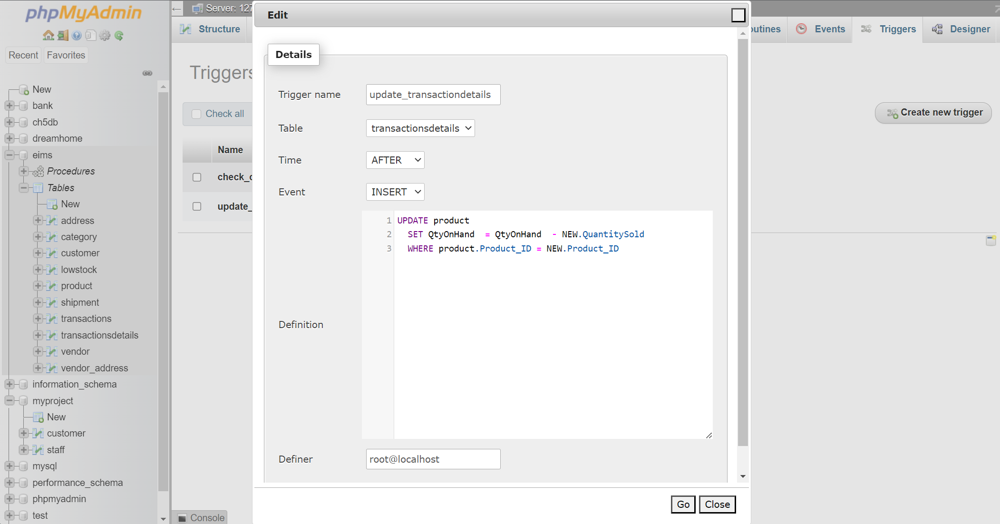 phpMyAdmin
Recent
Favorites
New
bank
ch5db
dreamhome
eims
Procedures
Tables
New
address
category
customer
lowstock
product
shipment
transactions
transactionsdetails
vendor
vendor_address
information_schema
myproject
New
customer
staff
mysql
performance_schema
phpmyadmin
test
Server: 127
Structure
Events
Triggers
Designer
Triggers
Check all
Create new trigger
Name
Console
Edit
Details
Trigger name
update_transactiondetails
Table
transactionsdetails
Time
AFTER
Event
INSERT
Definition
1 UPDATE product
2 SET QtyOnHand = QtyOnHand - NEW.QuantitySold
3 WHERE product.Product_ID = NEW.Product_ID
Definer
root@localhost
Go
Close